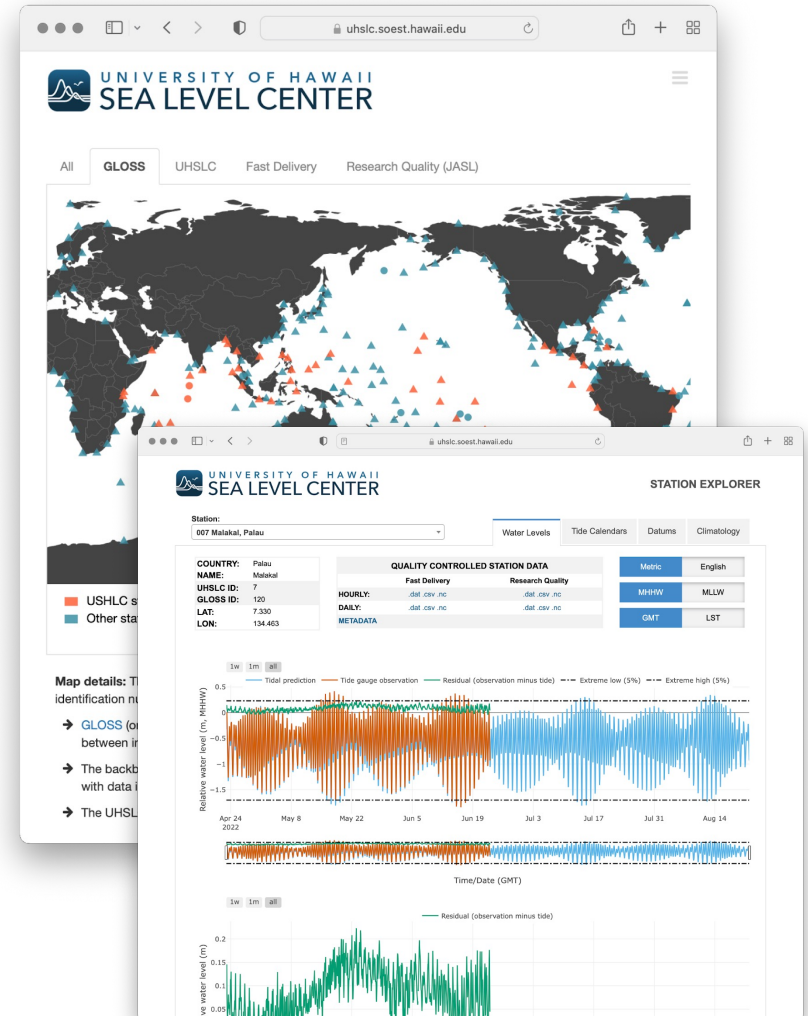 uhslc.soest.hawaii.edu
UNIVERSITY OF HAWAII
SEA LEVEL CENTER
All GLOSS UHSLC Fast Delivery Research Quality (JASL)
USHLC s
Other sta
Map details: T
identification nu
GLOSS (or
between in
The backb
with data i
The UHSL
uhslc.soest.hawaii.edu
UNIVERSITY OF HAWAII
SEA LEVEL CENTER
STATION EXPLORER
Station:
007 Malakal, Palau
Water Levels Tide Calendars Datums Climatology
COUNTRY: Palau
NAME: Malakal
UHSLC ID: 7
GLOSS ID: 120
LAT: 7.330
LON: 134.463
QUALITY CONTROLLED STATION DATA
Fast Delivery Research Quality
HOURLY: .dat .csv .nc .dat .csv .nc
DAILY: .dat .csv .nc .dat .csv .nc
METADATA
Metric English
MHHW MLLW
GMT LST
1w 1m all
Tidal prediction Tide gauge observation Residual (observation minus tide) Extreme low (5%) Extreme high (5%)
Relative water level (m, MHHW)
0.5
0
−0.5
−1
−1.5
Apr 24 May 8 May 22 Jun 5 Jun 19 Jul 3 Jul 17 Jul 31 Aug 14
2022
Time/Date (GMT)
1w 1m all
Residual (observation minus tide)
ve water level (m)
0.2
0.15
0.1
0.05